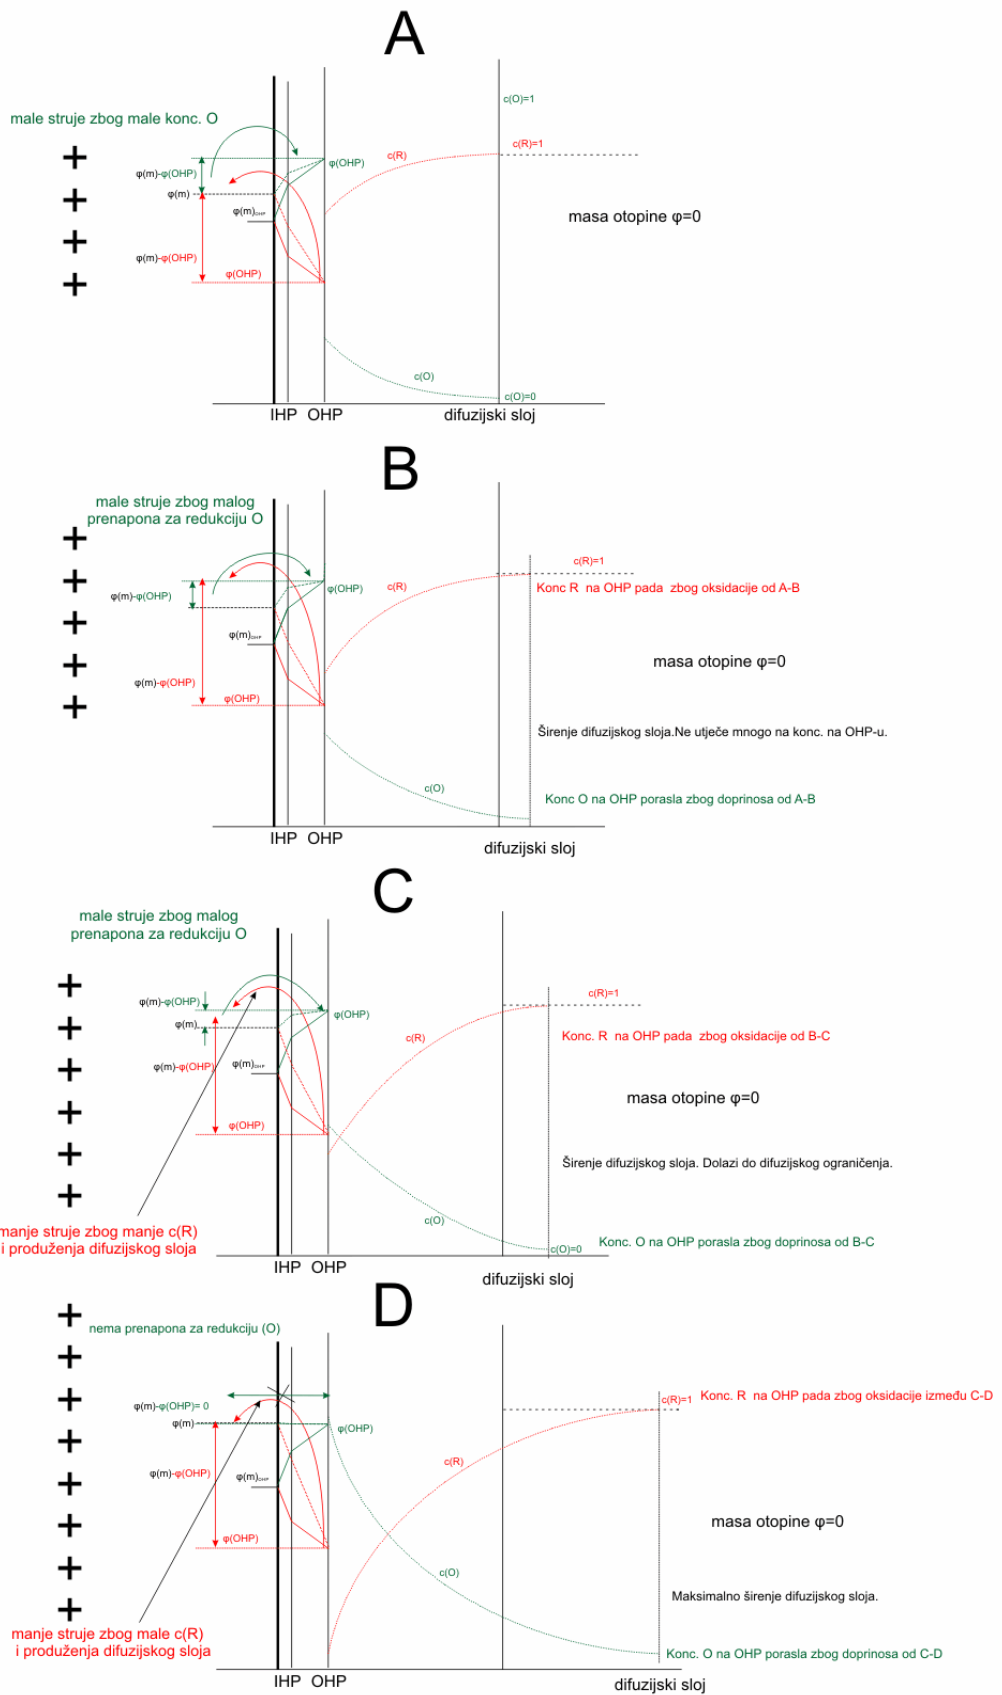 A
male struje zbog male konc. O
c(O)=1
c(R)=1
c(R)
φ(OHP)
φ(m)-φ(OHP)
φ(m)
φ(m)OHP
masa otopine φ=0
φ(m)-φ(OHP)
φ(OHP)
c(O)
c(O)=0
IHP OHP
difuzijski sloj
B
male struje zbog malog
prenapona za redukciju O
c(R)=1
c(R)
Konc R na OHP pada zbog oksidacije od A-B
φ(OHP)
φ(m)-φ(OHP)
φ(m)OHP
masa otopine φ=0
φ(m)-φ(OHP)
φ(OHP)
Širenje difuzijskog sloja.Ne utječe mnogo na konc. na OHP-u.
c(O)
Konc O na OHP porasla zbog doprinosa od A-B
IHP OHP
difuzijski sloj
C
male struje zbog malog
prenapona za redukciju O
c(R)=1
φ(m)-φ(OHP)
φ(OHP)
φ(m)
c(R)
Konc. R na OHP pada zbog oksidacije od B-C
φ(m)-φ(OHP)
φ(m)OHP
masa otopine φ=0
φ(OHP)
Širenje difuzijskog sloja. Dolazi do difuzijskog ograničenja.
c(O)
manje struje zbog manje c(R)
i produženja difuzijskog sloja
c(O)=0
Konc. O na OHP porasla zbog doprinosa od B-C
IHP OHP
difuzijski sloj
D
nema prenapona za redukciju (O)
c(R)=1
Konc. R na OHP pada zbog oksidacije između C-D
φ(m)-φ(OHP)= 0
φ(m)
φ(OHP)
c(R)
φ(m)-φ(OHP)
φ(m)OHP
masa otopine φ=0
φ(OHP)
c(O)
Maksimalno širenje difuzijskog sloja.
manje struje zbog male c(R)
i produženja difuzijskog sloja
Konc. O na OHP porasla zbog doprinosa od C-D
IHP OHP
difuzijski sloj